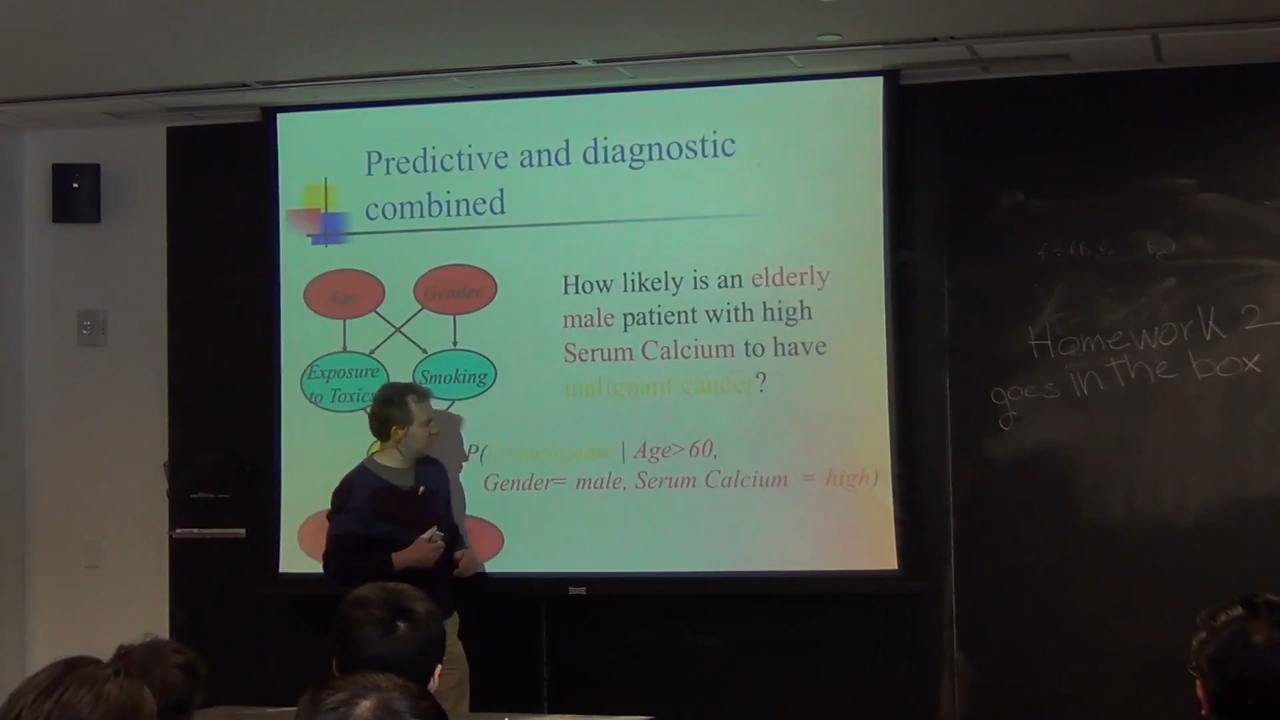 Predictive and diagnostic
combined
Age
Gender
How likely is an elderly
male patient with high
Serum Calcium to have
malignant cancer?
Exposure
to Toxics
Smoking
P( | Age>60,
Gender= male, Serum Calcium = high)
Homework 2
goes in the box